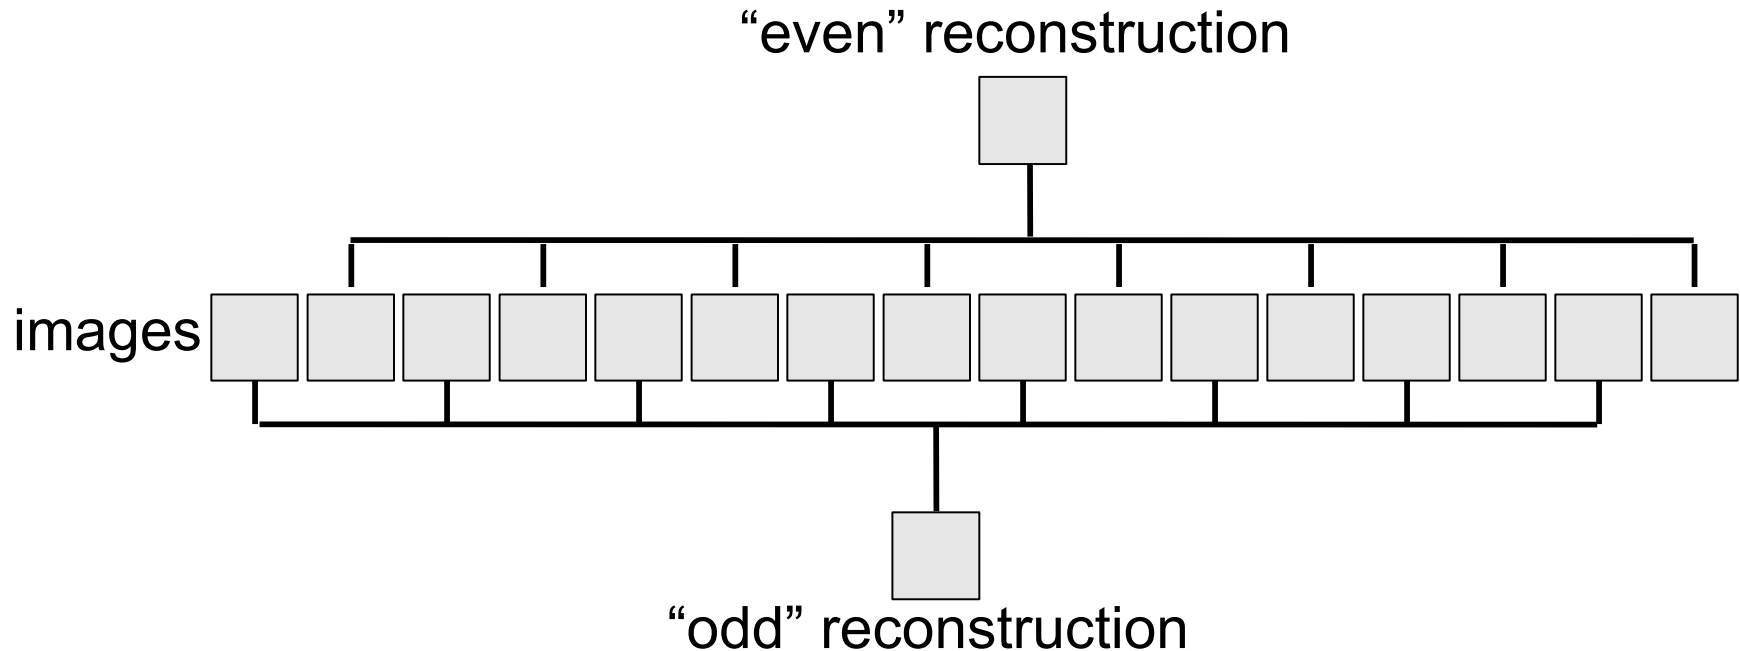 “even” reconstruction
images
“odd” reconstruction